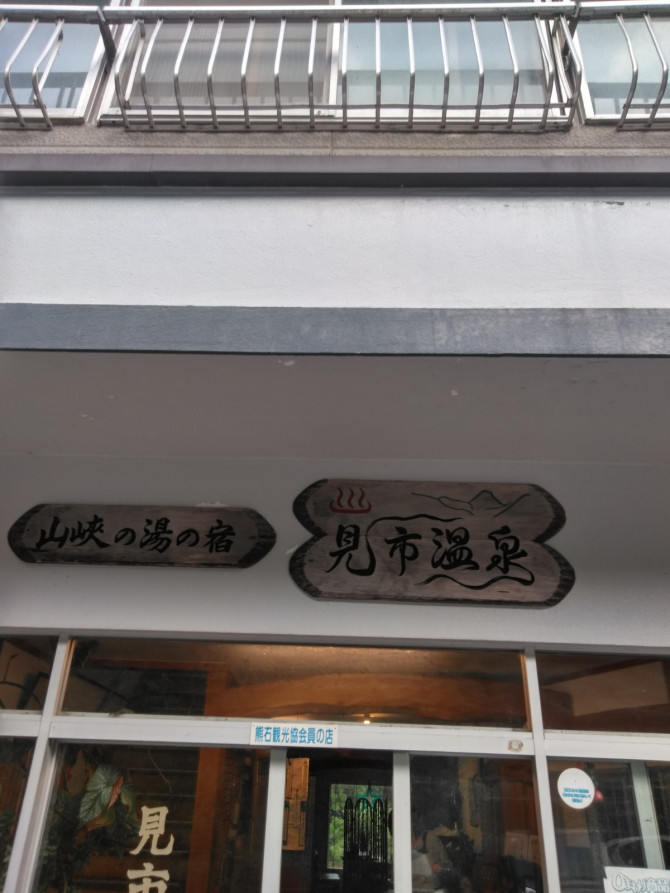 山峡の湯の宿
見市温泉
熊石観光協会員の店
見市